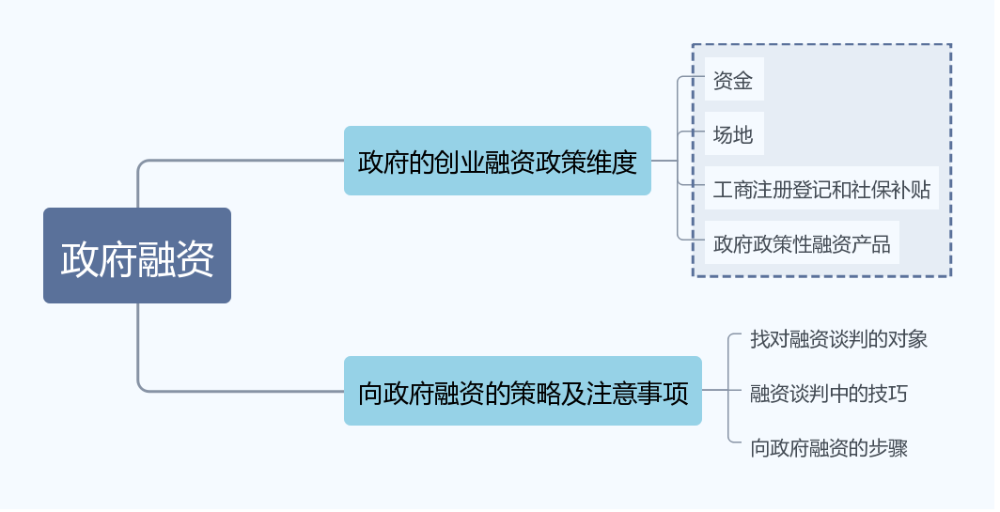 政府融资
政府的创业融资政策维度
资金
场地
工商注册登记和社保补贴
政府政策性融资产品
向政府融资的策略及注意事项
找对融资谈判的对象
融资谈判中的技巧
向政府融资的步骤